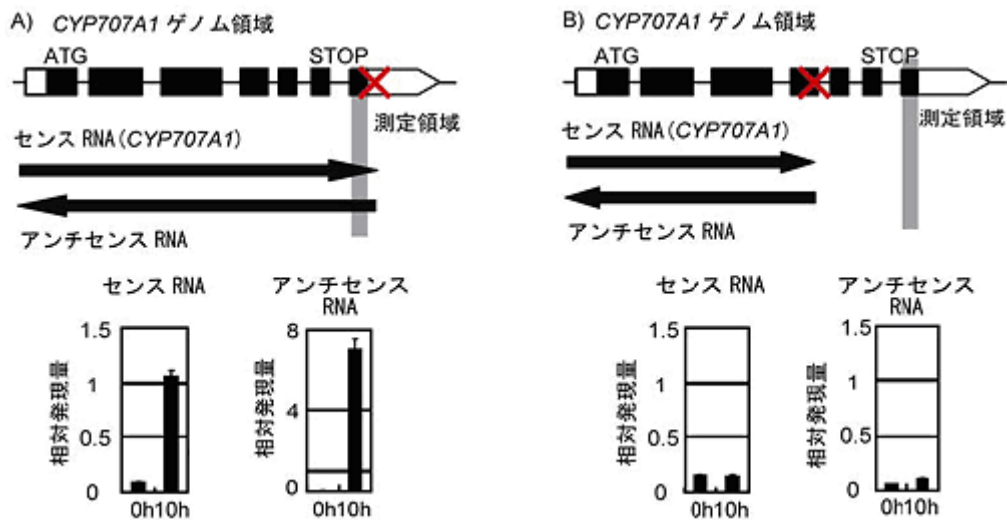 A) CYP707A1 ゲノム領域
ATG STOP
測定領域
センス RNA(CYP707A1)
アンチセンス RNA
センス RNA
相対発現量
1.5
1
0.5
0
0h10h
アンチセンス
RNA
相対発現量
8
4
0
0h10h
B) CYP707A1 ゲノム領域
ATG STOP
測定領域
センス RNA(CYP707A1)
アンチセンス RNA
センス RNA
相対発現量
1.5
1
0.5
0
0h10h
アンチセンス
RNA
相対発現量
1.5
1
0.5
0
0h10h